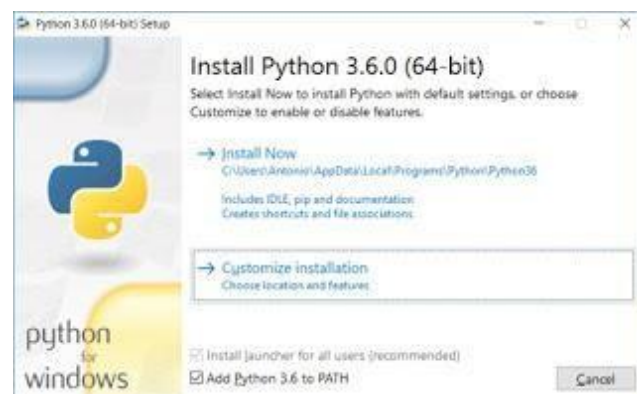 Python 3.6.0 (64-bit) Setup
Install Python 3.6.0 (64-bit)
Select Install Now to install Python with default settings, or choose
Customize to enable or disable features.
→ Install Now
C:\Users\Antonio\AppData\Local\Programs\Python\Python36
Includes IDLE, pip and documentation
Creates shortcuts and file associations
→ Customize installation
Choose location and features
python
for
windows
Install launcher for all users (recommended)
Add Python 3.6 to PATH
Cancel